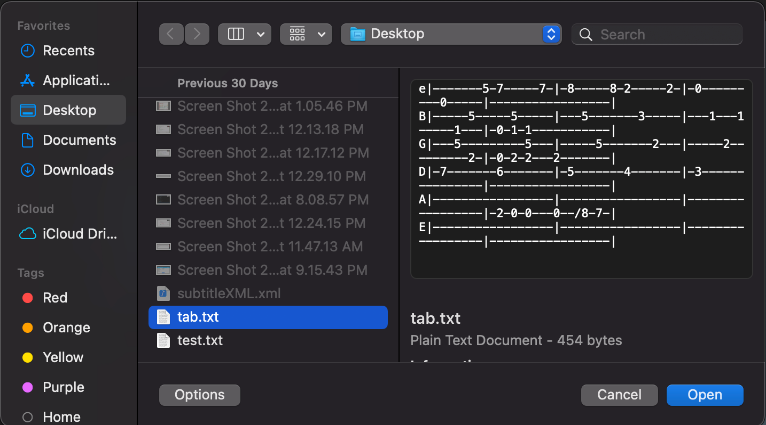 Favorites
Recents
Applicati...
Desktop
Documents
Downloads
iCloud
iCloud Dri...
Tags
Red
Orange
Yellow
Purple
Home
Desktop
Search
Previous 30 Days
Screen Shot 2...at 1.05.46 PM
Screen Shot 2...t 12.13.18 PM
Screen Shot 2...at 12.17.12 PM
Screen Shot 2...t 12.29.10 PM
Screen Shot 2...at 8.08.57 PM
Screen Shot 2...t 12.24.15 PM
Screen Shot 2...t 11.47.13 AM
Screen Shot 2...at 9.15.43 PM
subtitleXML.xml
tab.txt
test.txt
e|-------5-7-----7-|-8-----8-2-----2-|-0------
---0-----|-----------------|
B|-----5-----5-----|---5-------3-----|---1---1
-----1---|-0-1-1-----------|
G|---5---------5---|-----5-------2---|-----2--
-------2-|-0-2-2---2-------|
D|-7-------6-------|-5-------4-------|-3------
---------|-----------------|
A|-----------------|-----------------|--------
---------|-2-0-0---0--/8-7-|
E|-----------------|-----------------|--------
---------|-----------------|
tab.txt
Plain Text Document - 454 bytes
Options
Cancel
Open